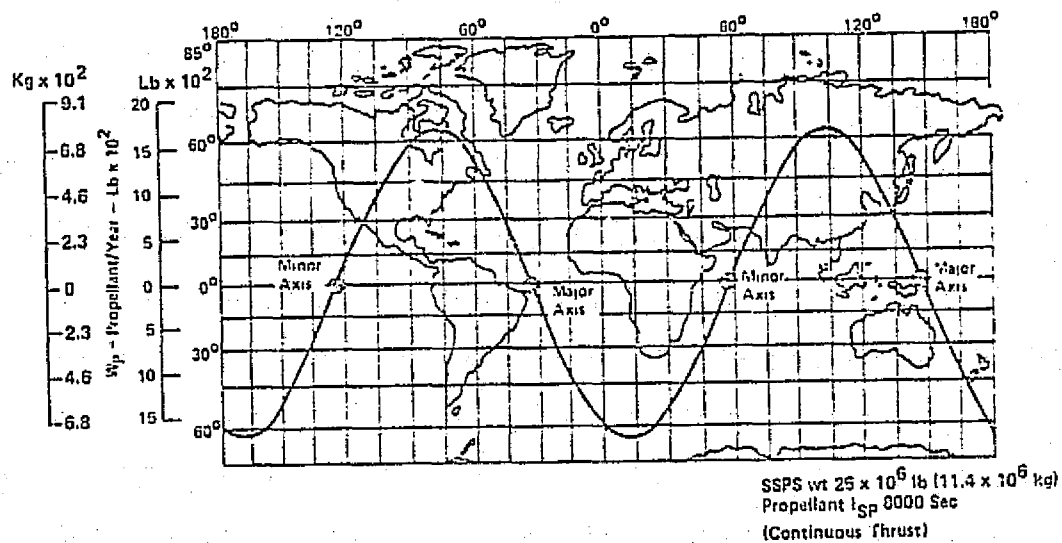 180° 120° 60° 0° 60° 120° 180°
85°
Kg x 10²
Lb x 10²
9.1
20
6.8
15
60°
4.6
10
30°
2.3
5
0
0
0°
2.3
5
30°
4.6
10
6.8
15
60°
Wp – Propellant/Year – Lb x 10²
Minor
Axis
Major
Axis
Minor
Axis
Major
Axis
SSPS wt 25 x 10⁶ lb (11.4 x 10⁶ kg)
Propellant ISP 8000 Sec
(Continuous Thrust)